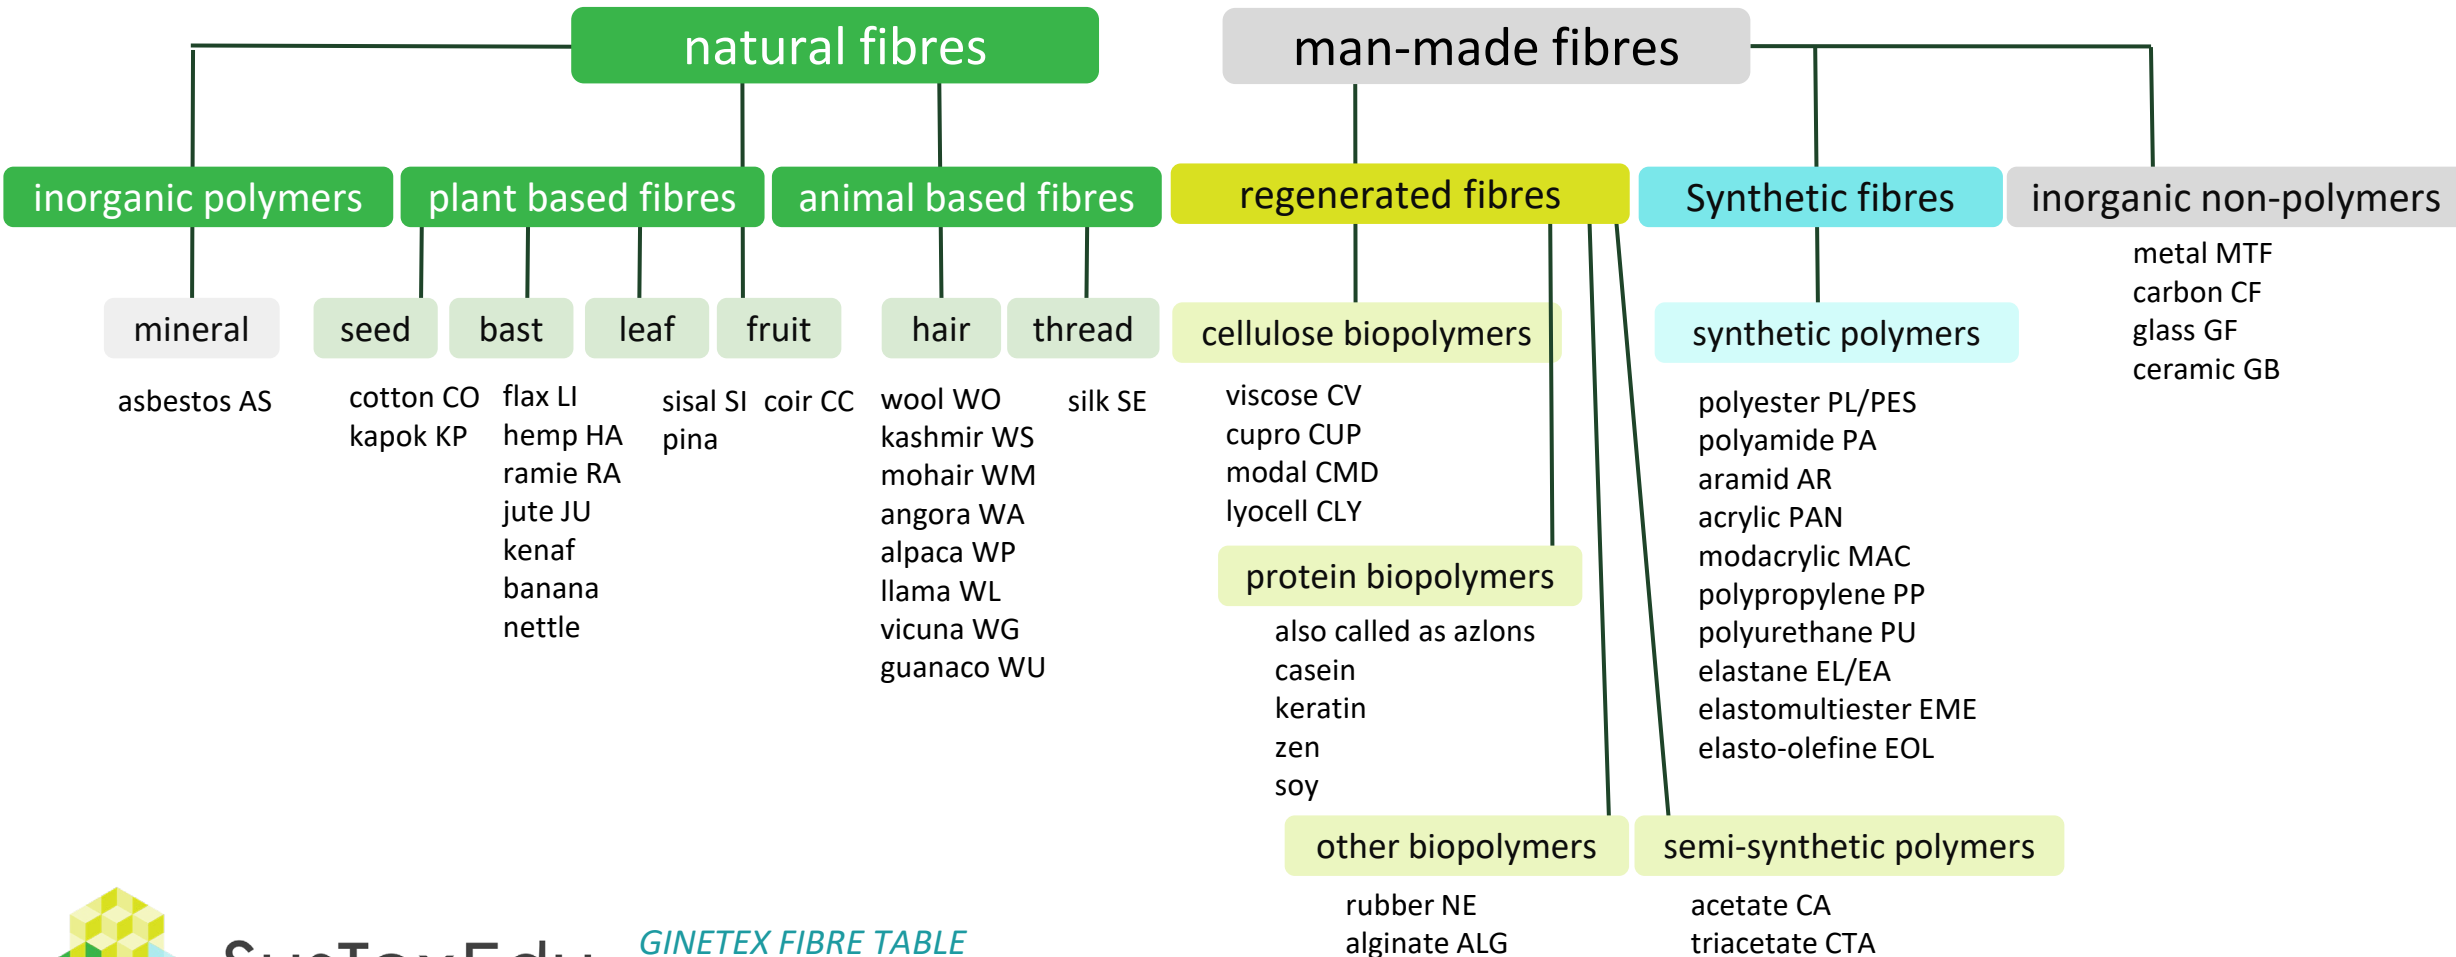 natural fibres
man-made fibres
inorganic polymers
plant based fibres
animal based fibres
regenerated fibres
Synthetic fibres
inorganic non-polymers
mineral
asbestos AS
seed
cotton CO
kapok KP
bast
flax LI
hemp HA
ramie RA
jute JU
kenaf
banana
nettle
leaf
sisal SI
pina
fruit
coir CC
hair
wool WO
kashmir WS
mohair WM
angora WA
alpaca WP
llama WL
vicuna WG
guanaco WU
thread
silk SE
cellulose biopolymers
viscose CV
cupro CUP
modal CMD
lyocell CLY
protein biopolymers
also called as azlons
casein
keratin
zen
soy
other biopolymers
rubber NE
alginate ALG
semi-synthetic polymers
acetate CA
triacetate CTA
synthetic polymers
polyester PL/PES
polyamide PA
aramid AR
acrylic PAN
modacrylic MAC
polypropylene PP
polyurethane PU
elastane EL/EA
elastomultiester EME
elasto-olefine EOL
metal MTF
carbon CF
glass GF
ceramic GB
SusTexEdu
GINETEX FIBRE TABLE